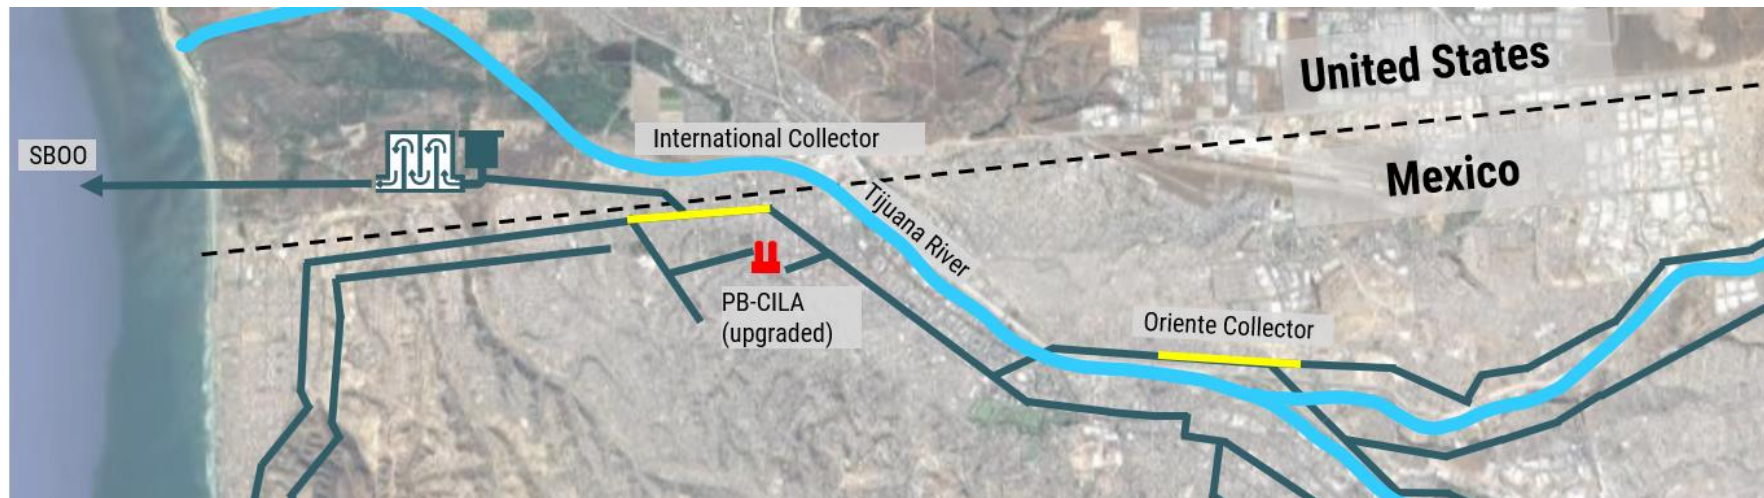 United States
International Collector
SBOO
Mexico
Tijuana River
PB-CILA
(upgraded)
Oriente Collector